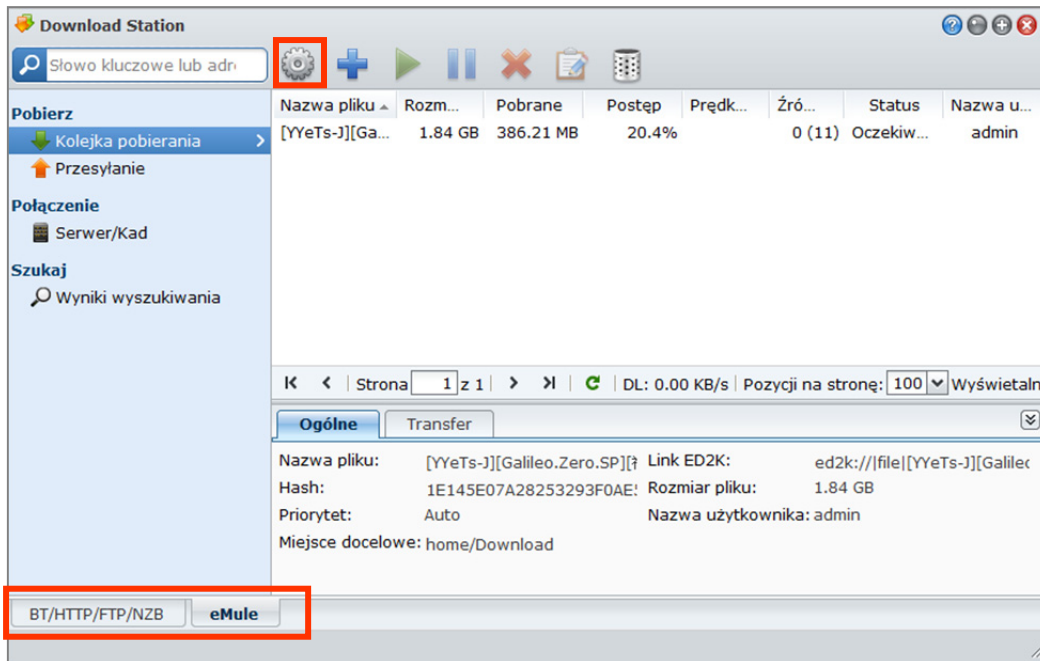 Download Station
Słowo kluczowe lub adr
Pobierz
Kolejka pobierania
Przesyłanie
Połączenie
Serwer/Kad
Szukaj
Wyniki wyszukiwania
Nazwa pliku Rozm... Pobrane Postęp Prędk... Źró... Status Nazwa u...
[YYeTs-J][Ga... 1.84 GB 386.21 MB 20.4% 0 (11) Oczekiw... admin
Strona 1 z 1 DL: 0.00 KB/s Pozycji na stronę: 100 Wyświetaln
Ogólne Transfer
Nazwa pliku: [YYeTs-J][Galileo.Zero.SP][ Link ED2K: ed2k://|file|[YYeTs-J][Galilec
Hash: 1E145E07A28253293F0AE Rozmiar pliku: 1.84 GB
Priorytet: Auto Nazwa użytkownika: admin
Miejsce docelowe: home/Download
BT/HTTP/FTP/NZB eMule